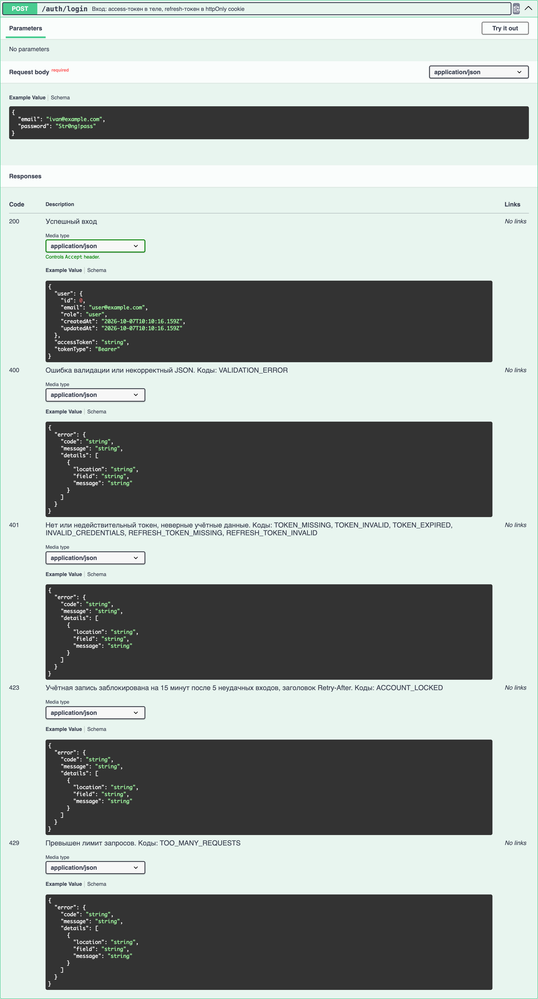 POST /auth/login Вход: access-токен в теле, refresh-токен в httpOnly cookie
Parameters
Try it out
No parameters
Request body required
application/json
Example Value Schema
{
  "email": "ivan@example.com",
  "password": "Str0ng!pass"
}
Responses
Code Description Links
200 Успешный вход No links
Media type
application/json
Controls Accept header.
Example Value Schema
{
  "user": {
    "id": 0,
    "email": "user@example.com",
    "role": "user",
    "createdAt": "2026-10-07T10:10:16.159Z",
    "updatedAt": "2026-10-07T10:10:16.159Z"
  },
  "accessToken": "string",
  "tokenType": "Bearer"
}
400 Ошибка валидации или некорректный JSON. Коды: VALIDATION_ERROR No links
Media type
application/json
Example Value Schema
{
  "error": {
    "code": "string",
    "message": "string",
    "details": [
      {
        "location": "string",
        "field": "string",
        "message": "string"
      }
    ]
  }
}
401 Нет или недействительный токен, неверные учётные данные. Коды: TOKEN_MISSING, TOKEN_INVALID, TOKEN_EXPIRED, No links
INVALID_CREDENTIALS, REFRESH_TOKEN_MISSING, REFRESH_TOKEN_INVALID
Media type
application/json
Example Value Schema
{
  "error": {
    "code": "string",
    "message": "string",
    "details": [
      {
        "location": "string",
        "field": "string",
        "message": "string"
      }
    ]
  }
}
423 Учётная запись заблокирована на 15 минут после 5 неудачных входов, заголовок Retry-After. Коды: ACCOUNT_LOCKED No links
Media type
application/json
Example Value Schema
{
  "error": {
    "code": "string",
    "message": "string",
    "details": [
      {
        "location": "string",
        "field": "string",
        "message": "string"
      }
    ]
  }
}
429 Превышен лимит запросов. Коды: TOO_MANY_REQUESTS No links
Media type
application/json
Example Value Schema
{
  "error": {
    "code": "string",
    "message": "string",
    "details": [
      {
        "location": "string",
        "field": "string",
        "message": "string"
      }
    ]
  }
}